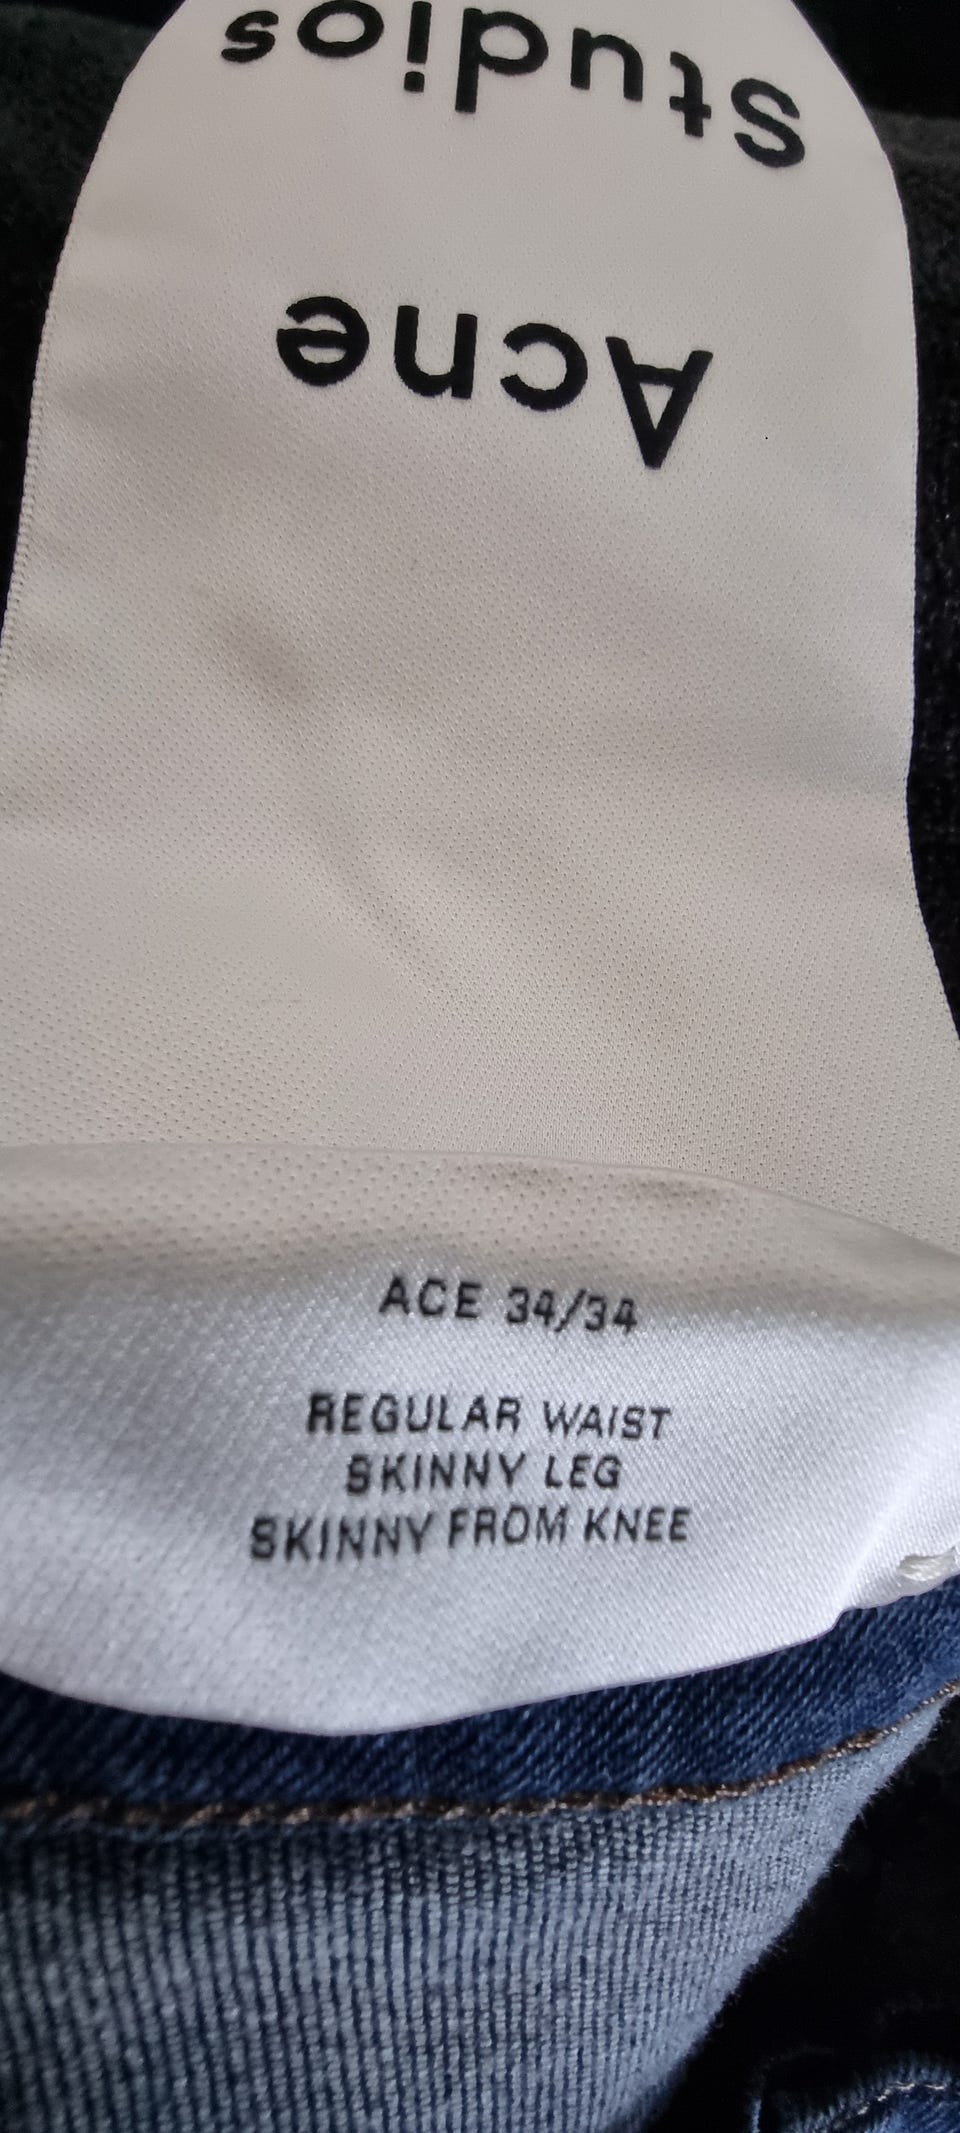 Acne
Studios
ACE 34/34
REGULAR WAIST
SKINNY LEG
SKINNY FROM KNEE